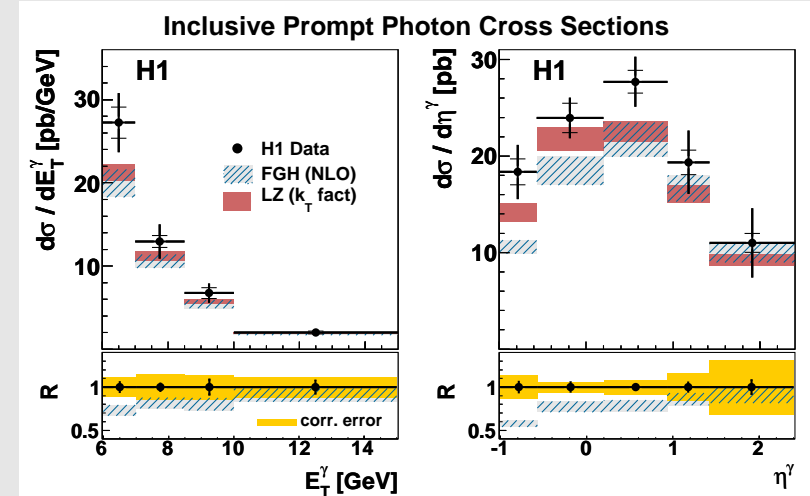 Inclusive Prompt Photon Cross Sections
H1
dσ / dE_T^γ [pb/GeV]
30
20
10
H1 Data
FGH (NLO)
LZ (k_T fact)
R
1
0.5
corr. error
6 8 10 12 14
E_T^γ [GeV]
H1
dσ / dη^γ [pb]
30
20
10
R
1
0.5
-1 0 1 2
η^γ